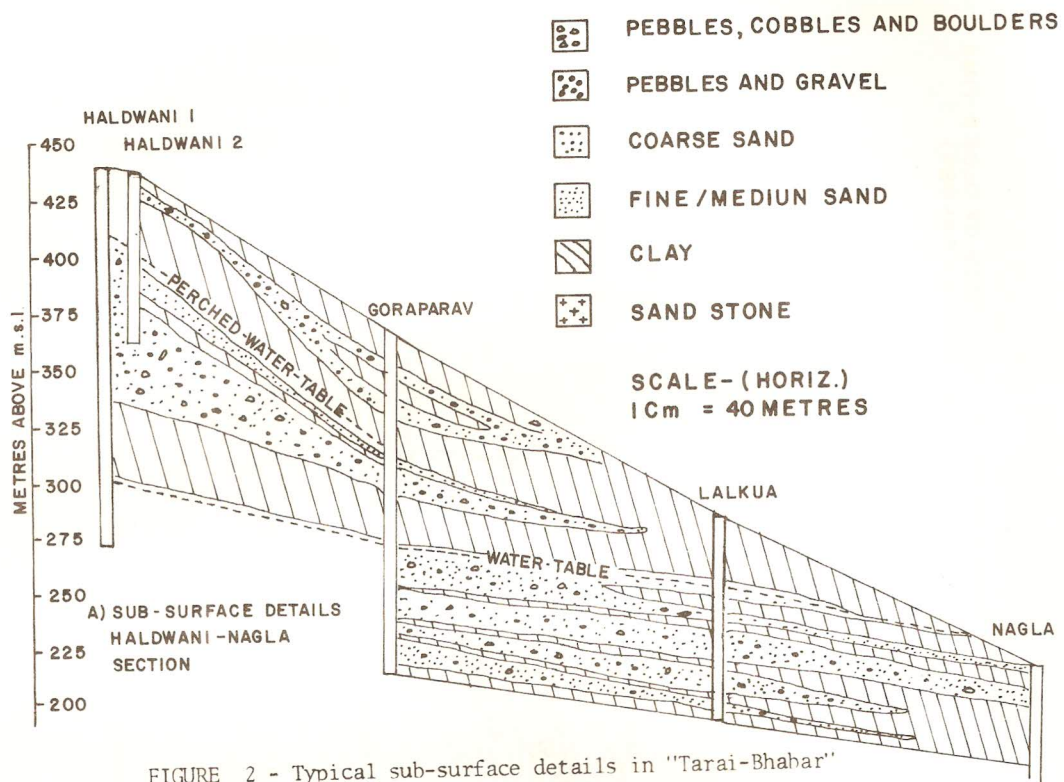 PEBBLES, COBBLES AND BOULDERS
PEBBLES AND GRAVEL
COARSE SAND
FINE/MEDIUN SAND
CLAY
SAND STONE
SCALE-(HORIZ.)
1Cm = 40 METRES
HALDWANI 1
HALDWANI 2
GORAPARAV
LALKUA
NAGLA
METRES ABOVE m.s.l.
450
425
400
375
350
325
300
275
250
225
200
PERCHED-WATER-TABLE
WATER-TABLE
A) SUB-SURFACE DETAILS
HALDWANI-NAGLA
SECTION
FIGURE 2 - Typical sub-surface details in "Tarai-Bhabar"